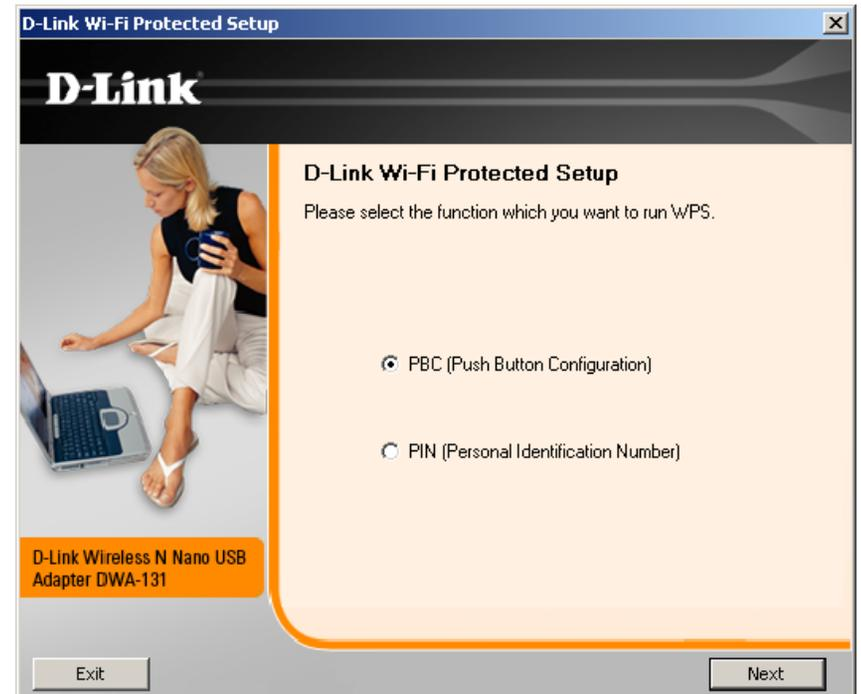 D-Link Wi-Fi Protected Setup
D-Link
D-Link Wi-Fi Protected Setup
Please select the function which you want to run WPS.
PBC (Push Button Configuration)
PIN (Personal Identification Number)
D-Link Wireless N Nano USB
Adapter DWA-131
Exit
Next